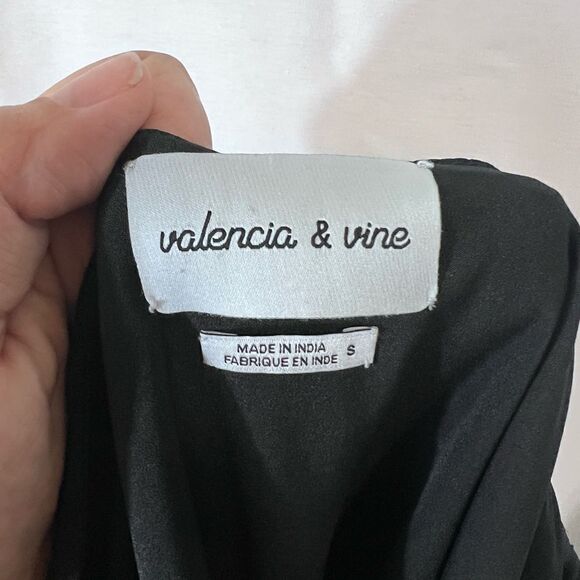 valencia & vine
MADE IN INDIA S
FABRIQUE EN INDE